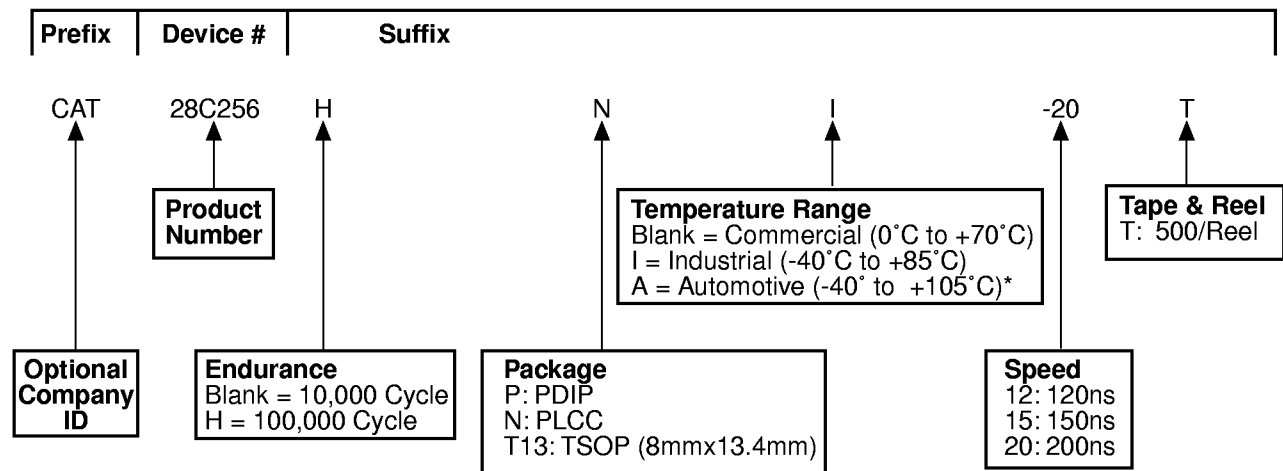 Prefix Device # Suffix
CAT 28C256 H N I -20 T
Product
Number
Temperature Range
Blank = Commercial (0˚C to +70˚C)
I = Industrial (-40˚C to +85˚C)
A = Automotive (-40˚ to +105˚C)*
Tape & Reel
T: 500/Reel
Optional
Company
ID
Endurance
Blank = 10,000 Cycle
H = 100,000 Cycle
Package
P: PDIP
N: PLCC
T13: TSOP (8mmx13.4mm)
Speed
12: 120ns
15: 150ns
20: 200ns